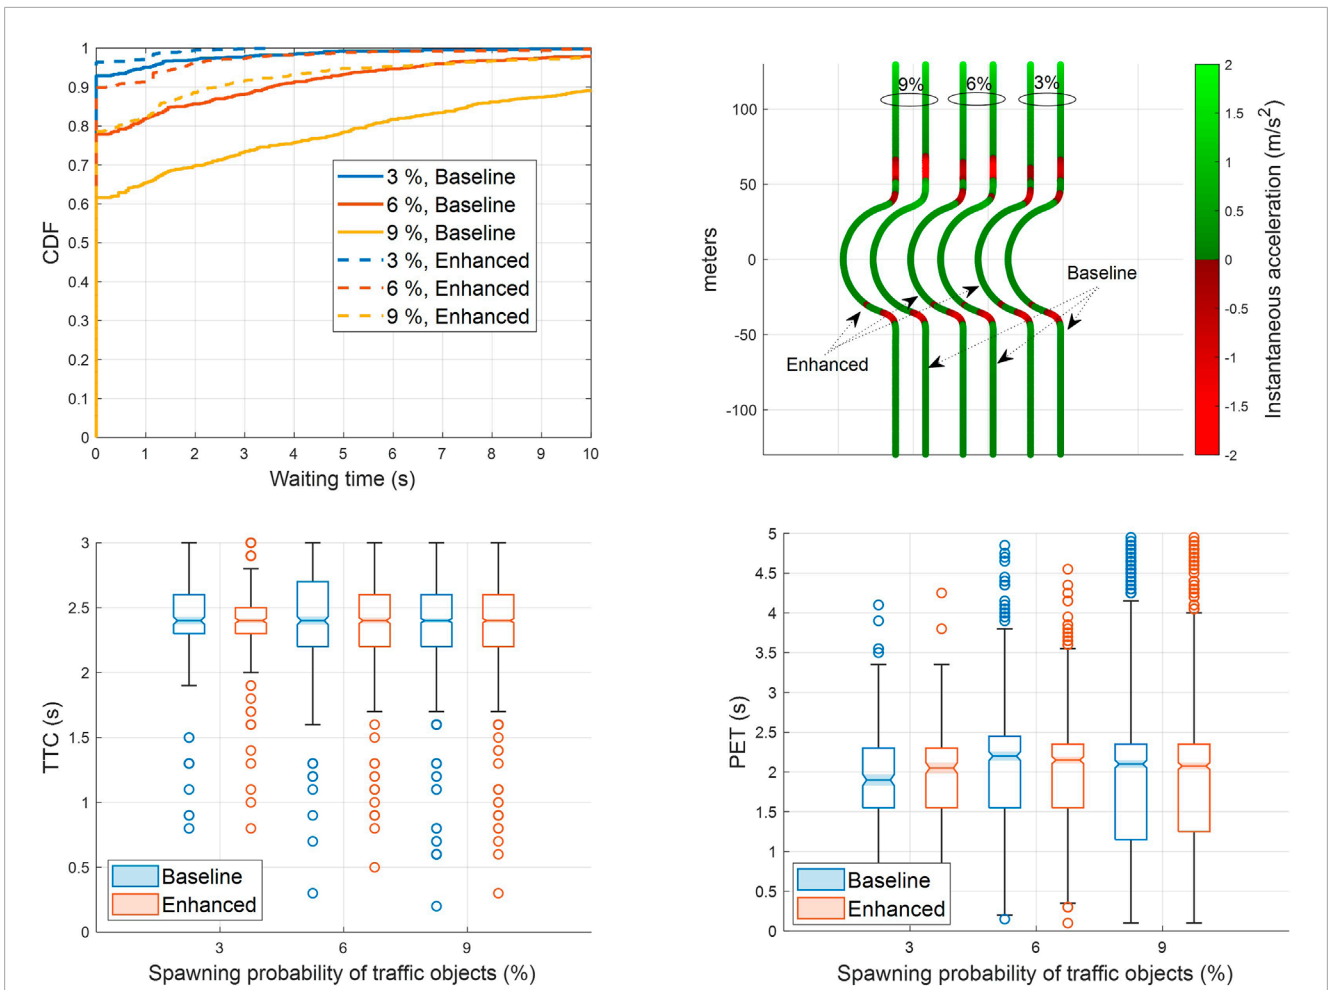 1
0.9
0.8
0.7
0.6
0.5
0.4
0.3
0.2
0.1
0
CDF
3 %, Baseline
6 %, Baseline
9 %, Baseline
3 %, Enhanced
6 %, Enhanced
9 %, Enhanced
0 1 2 3 4 5 6 7 8 9 10
Waiting time (s)
100
50
0
-50
-100
meters
9% 6% 3%
Baseline
Enhanced
2
1.5
1
0.5
0
-0.5
-1
-1.5
-2
Instantaneous acceleration (m/s²)
3
2.5
2
1.5
1
0.5
0
TTC (s)
Baseline
Enhanced
3 6 9
Spawning probability of traffic objects (%)
5
4.5
4
3.5
3
2.5
2
1.5
1
0.5
0
PET (s)
Baseline
Enhanced
3 6 9
Spawning probability of traffic objects (%)